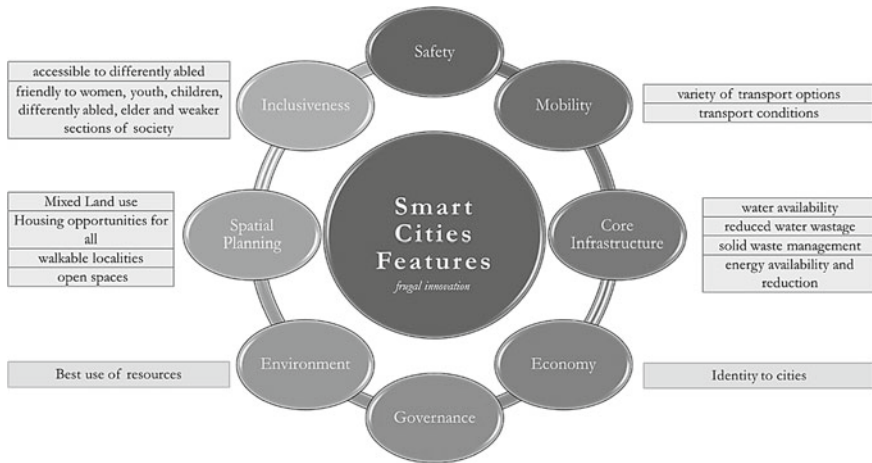 Safety
accessible to differently abled
friendly to women, youth, children,
differently abled, elder and weaker
sections of society
Inclusiveness
Mobility
variety of transport options
transport conditions
Mixed Land use
Housing opportunities for
all
walkable localities
open spaces
Spatial
Planning
Smart
Cities
Features
frugal innovation
Core
Infrastructure
water availability
reduced water wastage
solid waste management
energy availability and
reduction
Best use of resources
Environment
Economy
Identity to cities
Governance